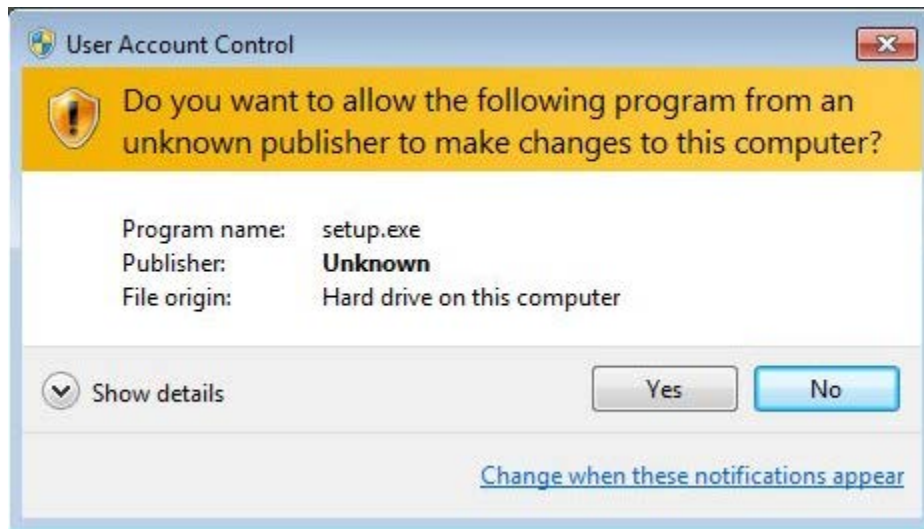 User Account Control
Do you want to allow the following program from an
unknown publisher to make changes to this computer?
Program name: setup.exe
Publisher: Unknown
File origin: Hard drive on this computer
Show details
Yes
No
Change when these notifications appear